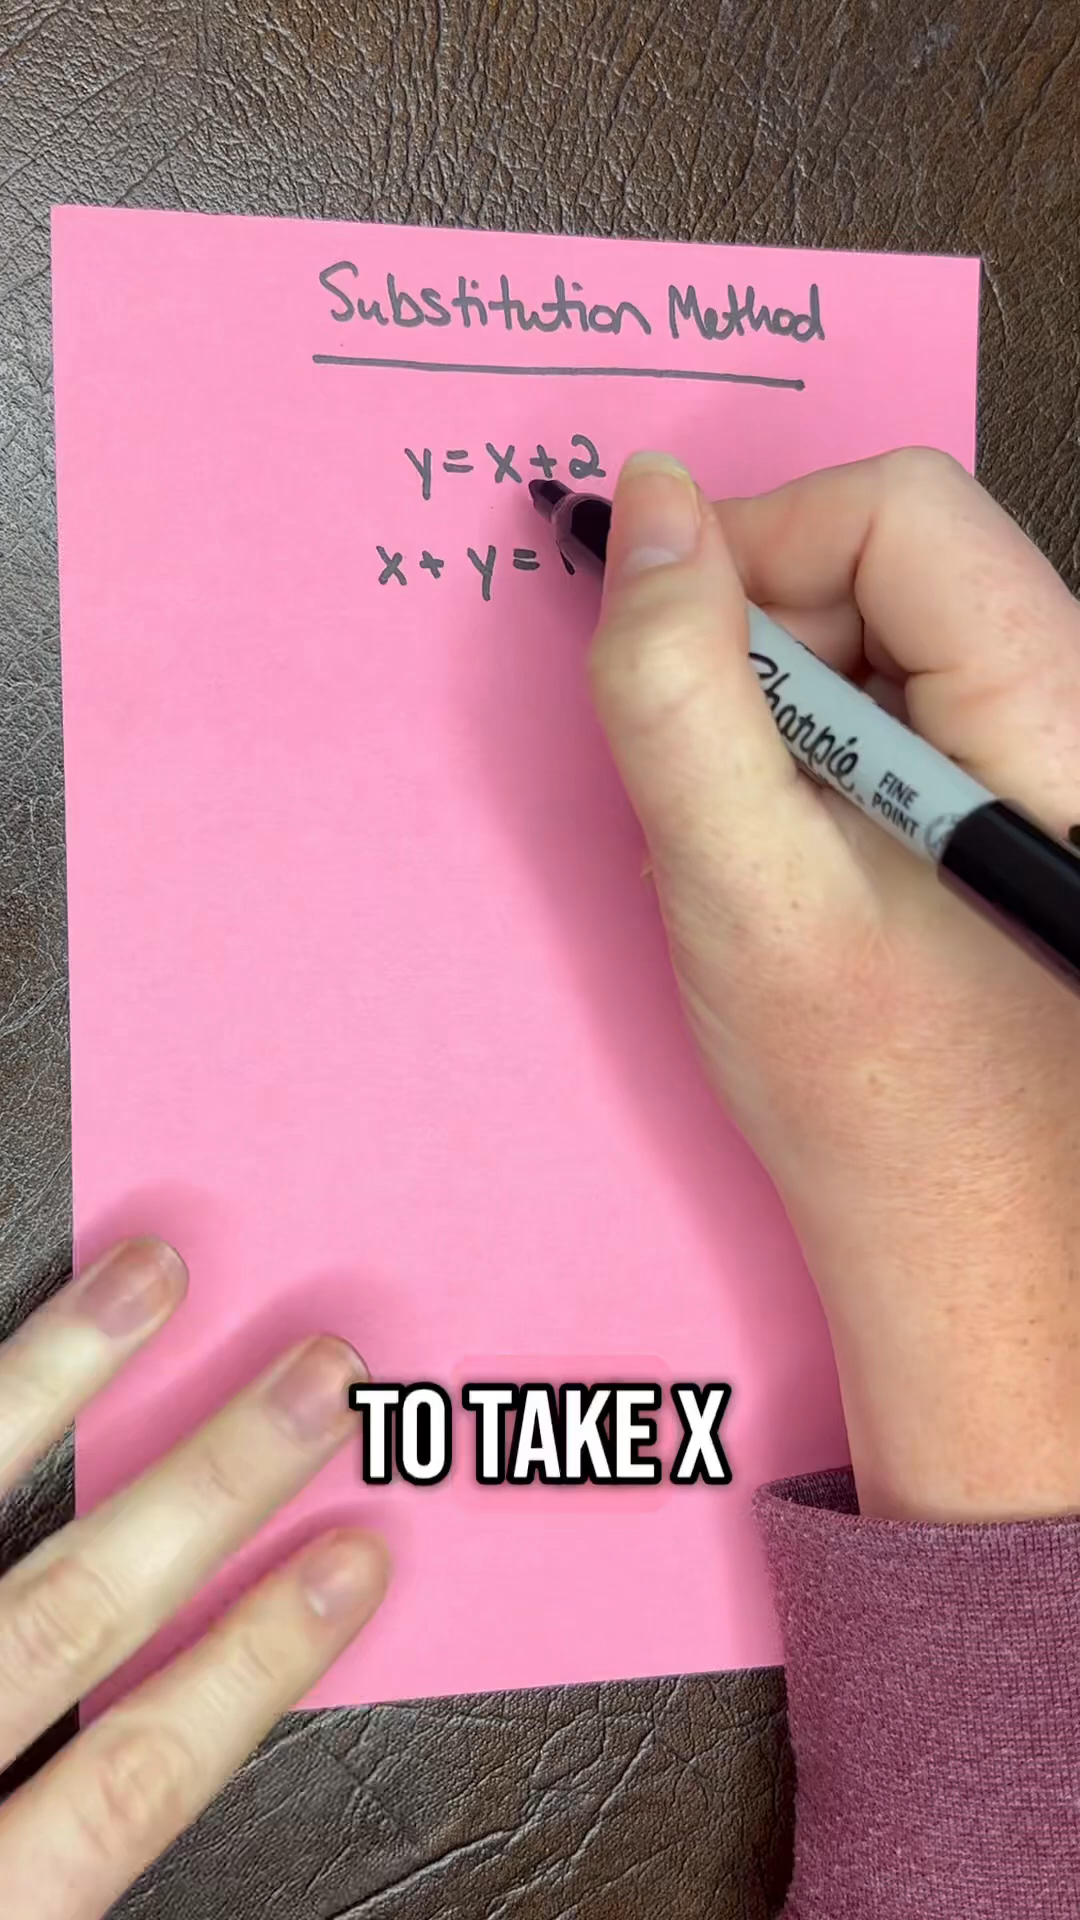 Substitution Method
y = x + 2
x + y =
Sharpie
FINE
POINT
TO TAKE X